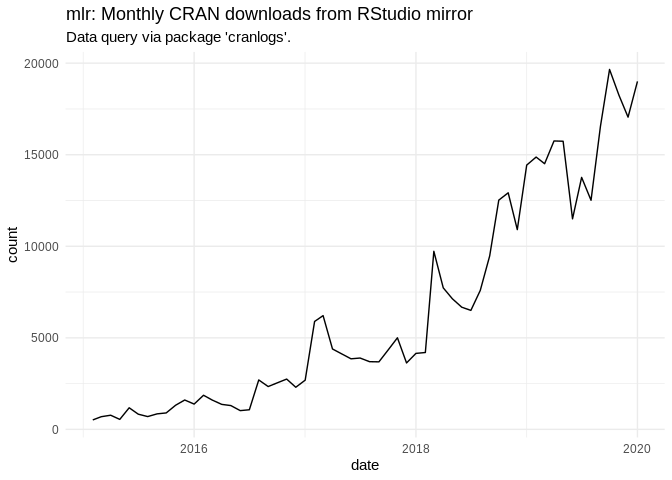 mlr: Monthly CRAN downloads from RStudio mirror
Data query via package 'cranlogs'.
20000
15000
10000
5000
0
count
2016
2018
2020
date